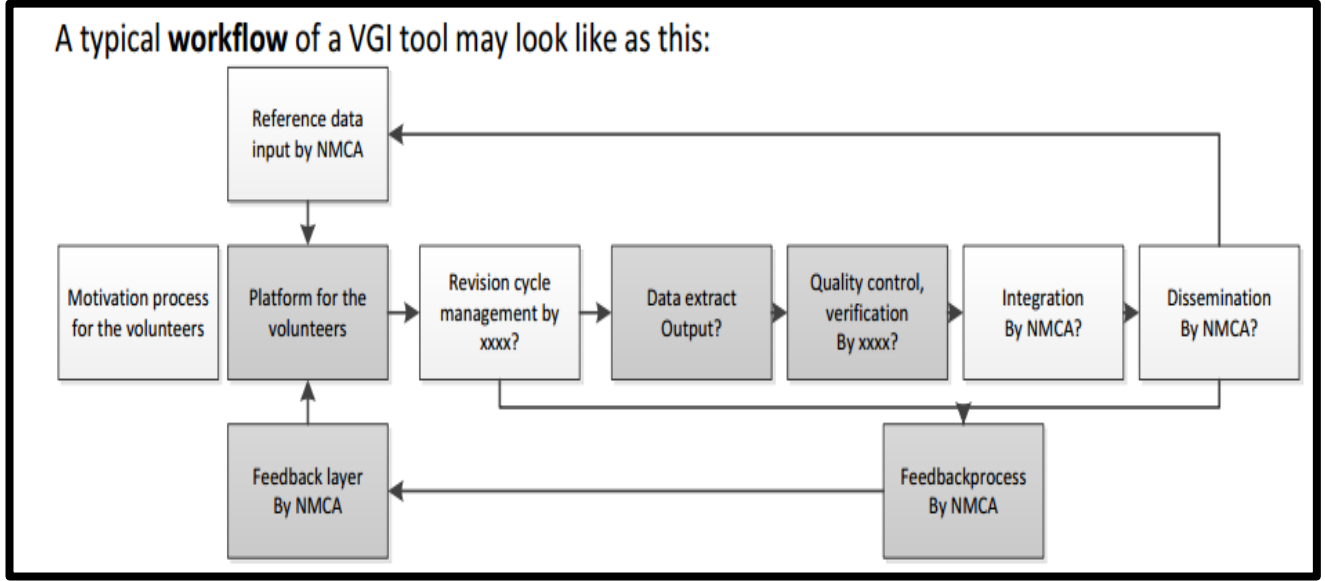 A typical workflow of a VGI tool may look like as this:
Reference data
input by NMCA
Motivation process
for the volunteers
Platform for the
volunteers
Revision cycle
management by
xxxx?
Data extract
Output?
Quality control,
verification
By xxxx?
Integration
By NMCA?
Dissemination
By NMCA?
Feedback layer
By NMCA
Feedbackprocess
By NMCA